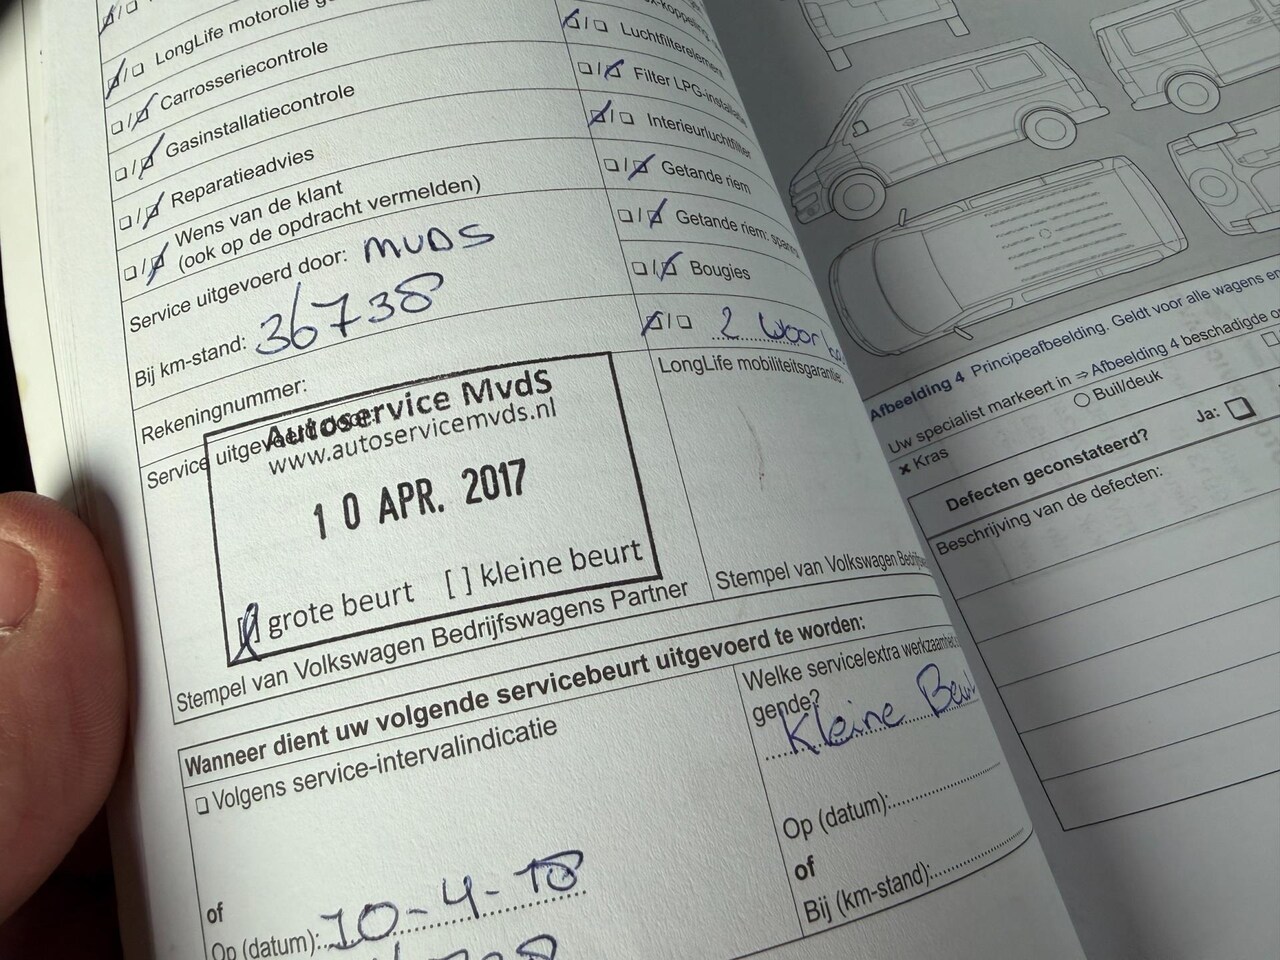 LongLife motorolie
Carrosseriecontrole
Gasinstallatiecontrole
Reparatieadvies
Wens van de klant
(ook op de opdracht vermelden)
Service uitgevoerd door: MVDS
Bij km-stand: 36738
Rekeningnummer:
Service uitgevoerd door:
Autoservice MvdS
www.autoservicemvds.nl
10 APR. 2017
[] grote beurt [ ] kleine beurt
Stempel van Volkswagen Bedrijfswagens Partner
Luchtfilterelement
Filter LPG-installatie
Interieurluchtfilter
Getande riem
Getande riem:
Bougies
2 Woor
LongLife mobiliteitsgarantie:
Stempel van Volkswagen
Wanneer dient uw volgende servicebeurt uitgevoerd te worden:
Volgens service-intervalindicatie
of
Op (datum): 10-4-18
Welke service/extra
gende?
Kleine
Op (datum):
of
Bij (km-stand):
Afbeelding 4 Principeafbeelding. Geldt voor alle wagens
Uw specialist markeert in ⇒ Afbeelding 4 beschadigde
× Kras
Buil/deuk
Defecten geconstateerd?
Ja:
Beschrijving van de defecten: